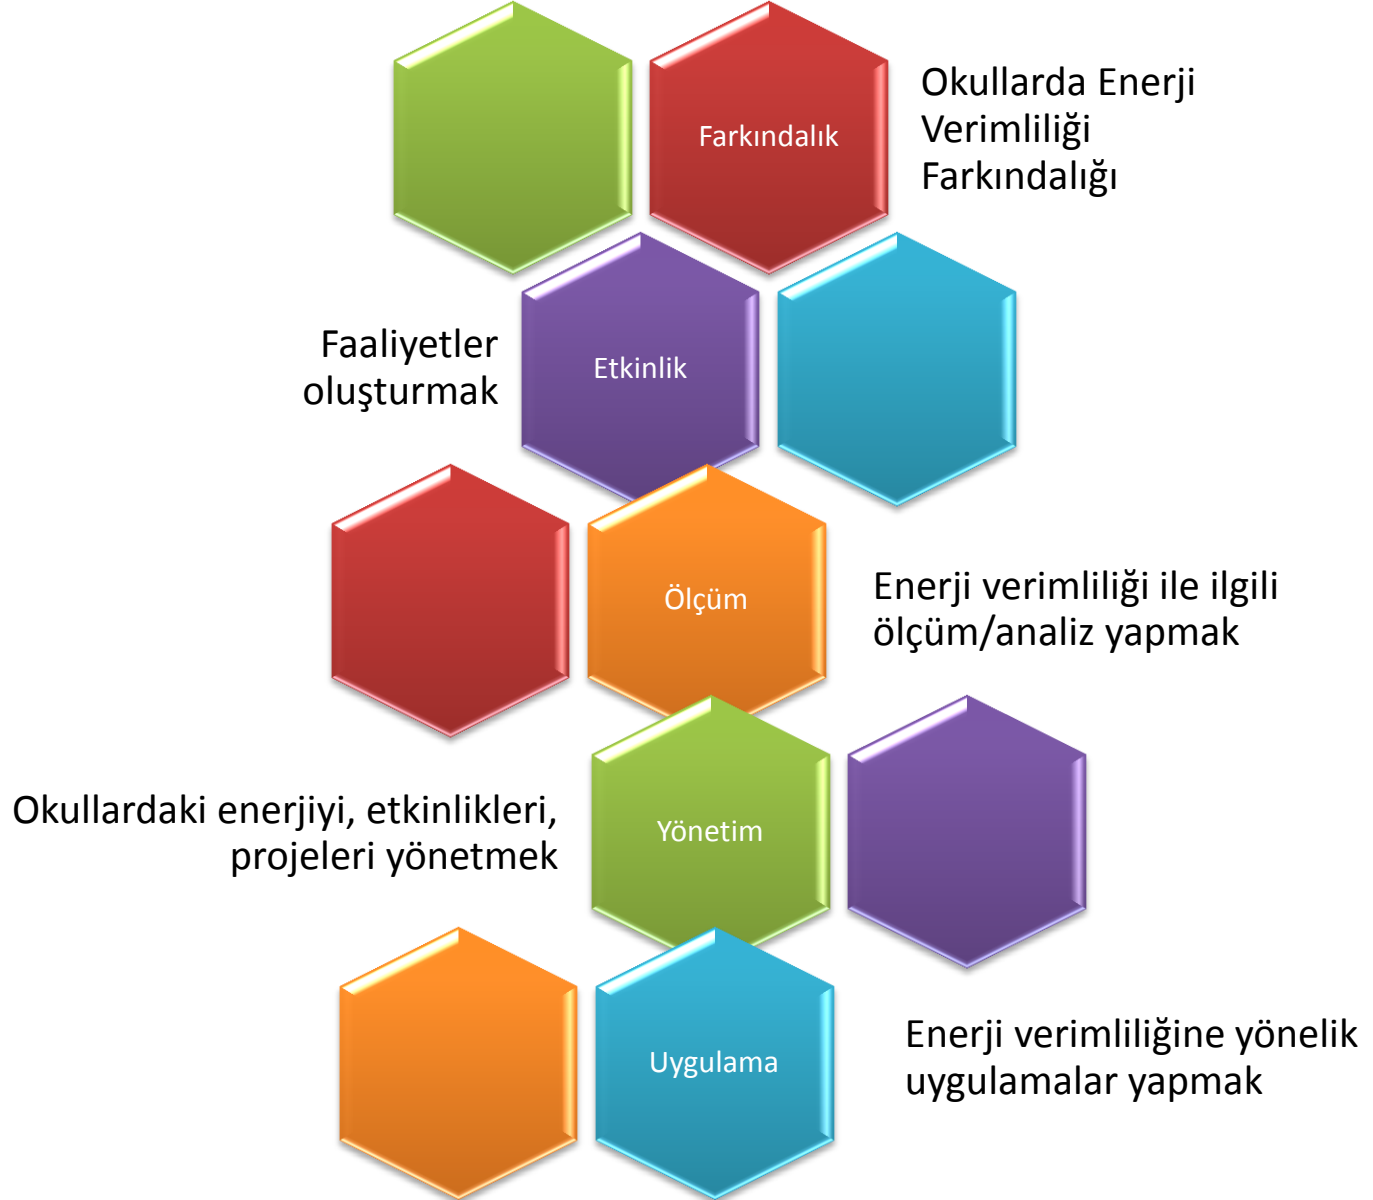 Farkındalık
Okullarda Enerji
Verimliliği
Farkındalığı
Faaliyetler
oluşturmak
Etkinlik
Ölçüm
Enerji verimliliği ile ilgili
ölçüm/analiz yapmak
Okullardaki enerjiyi, etkinlikleri,
projeleri yönetmek
Yönetim
Uygulama
Enerji verimliliğine yönelik
uygulamalar yapmak